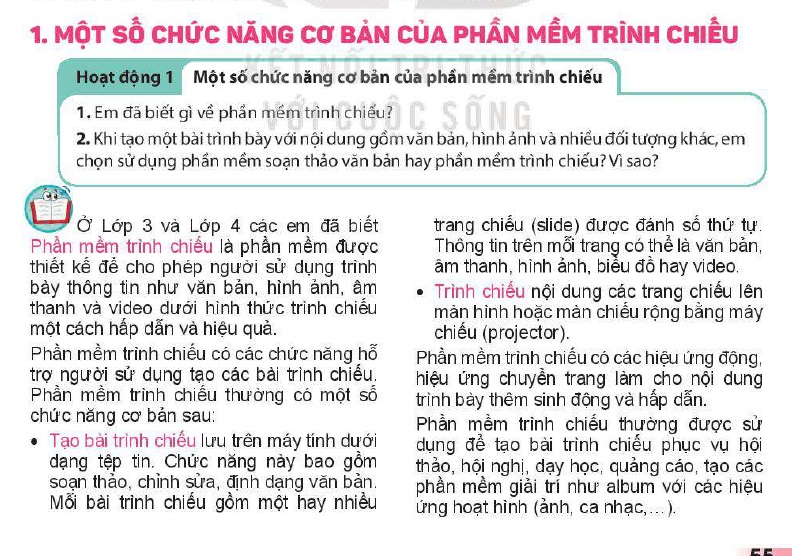 1. MỘT SỐ CHỨC NĂNG CƠ BẢN CỦA PHẦN MỀM TRÌNH CHIẾU
KẾT NỐI TRI THỨC
VỚI CUỘC SỐNG
Hoạt động 1 Một số chức năng cơ bản của phần mềm trình chiếu
1. Em đã biết gì về phần mềm trình chiếu?
2. Khi tạo một bài trình bày với nội dung gồm văn bản, hình ảnh và nhiều đối tượng khác, em
chọn sử dụng phần mềm soạn thảo văn bản hay phần mềm trình chiếu? Vì sao?
Ở Lớp 3 và Lớp 4 các em đã biết
Phần mềm trình chiếu là phần mềm được
thiết kế để cho phép người sử dụng trình
bày thông tin như văn bản, hình ảnh, âm
thanh và video dưới hình thức trình chiếu
một cách hấp dẫn và hiệu quả.
Phần mềm trình chiếu có các chức năng hỗ
trợ người sử dụng tạo các bài trình chiếu.
Phần mềm trình chiếu thường có một số
chức năng cơ bản sau:
• Tạo bài trình chiếu lưu trên máy tính dưới
dạng tệp tin. Chức năng này bao gồm
soạn thảo, chỉnh sửa, định dạng văn bản.
Mỗi bài trình chiếu gồm một hay nhiều
trang chiếu (slide) được đánh số thứ tự.
Thông tin trên mỗi trang có thể là văn bản,
âm thanh, hình ảnh, biểu đồ hay video.
• Trình chiếu nội dung các trang chiếu lên
màn hình hoặc màn chiếu rộng bằng máy
chiếu (projector).
Phần mềm trình chiếu có các hiệu ứng động,
hiệu ứng chuyển trang làm cho nội dung
trình bày thêm sinh động và hấp dẫn.
Phần mềm trình chiếu thường được sử
dụng để tạo bài trình chiếu phục vụ hội
thảo, hội nghị, dạy học, quảng cáo, tạo các
phần mềm giải trí như album với các hiệu
ứng hoạt hình (ảnh, ca nhạc,…).
55